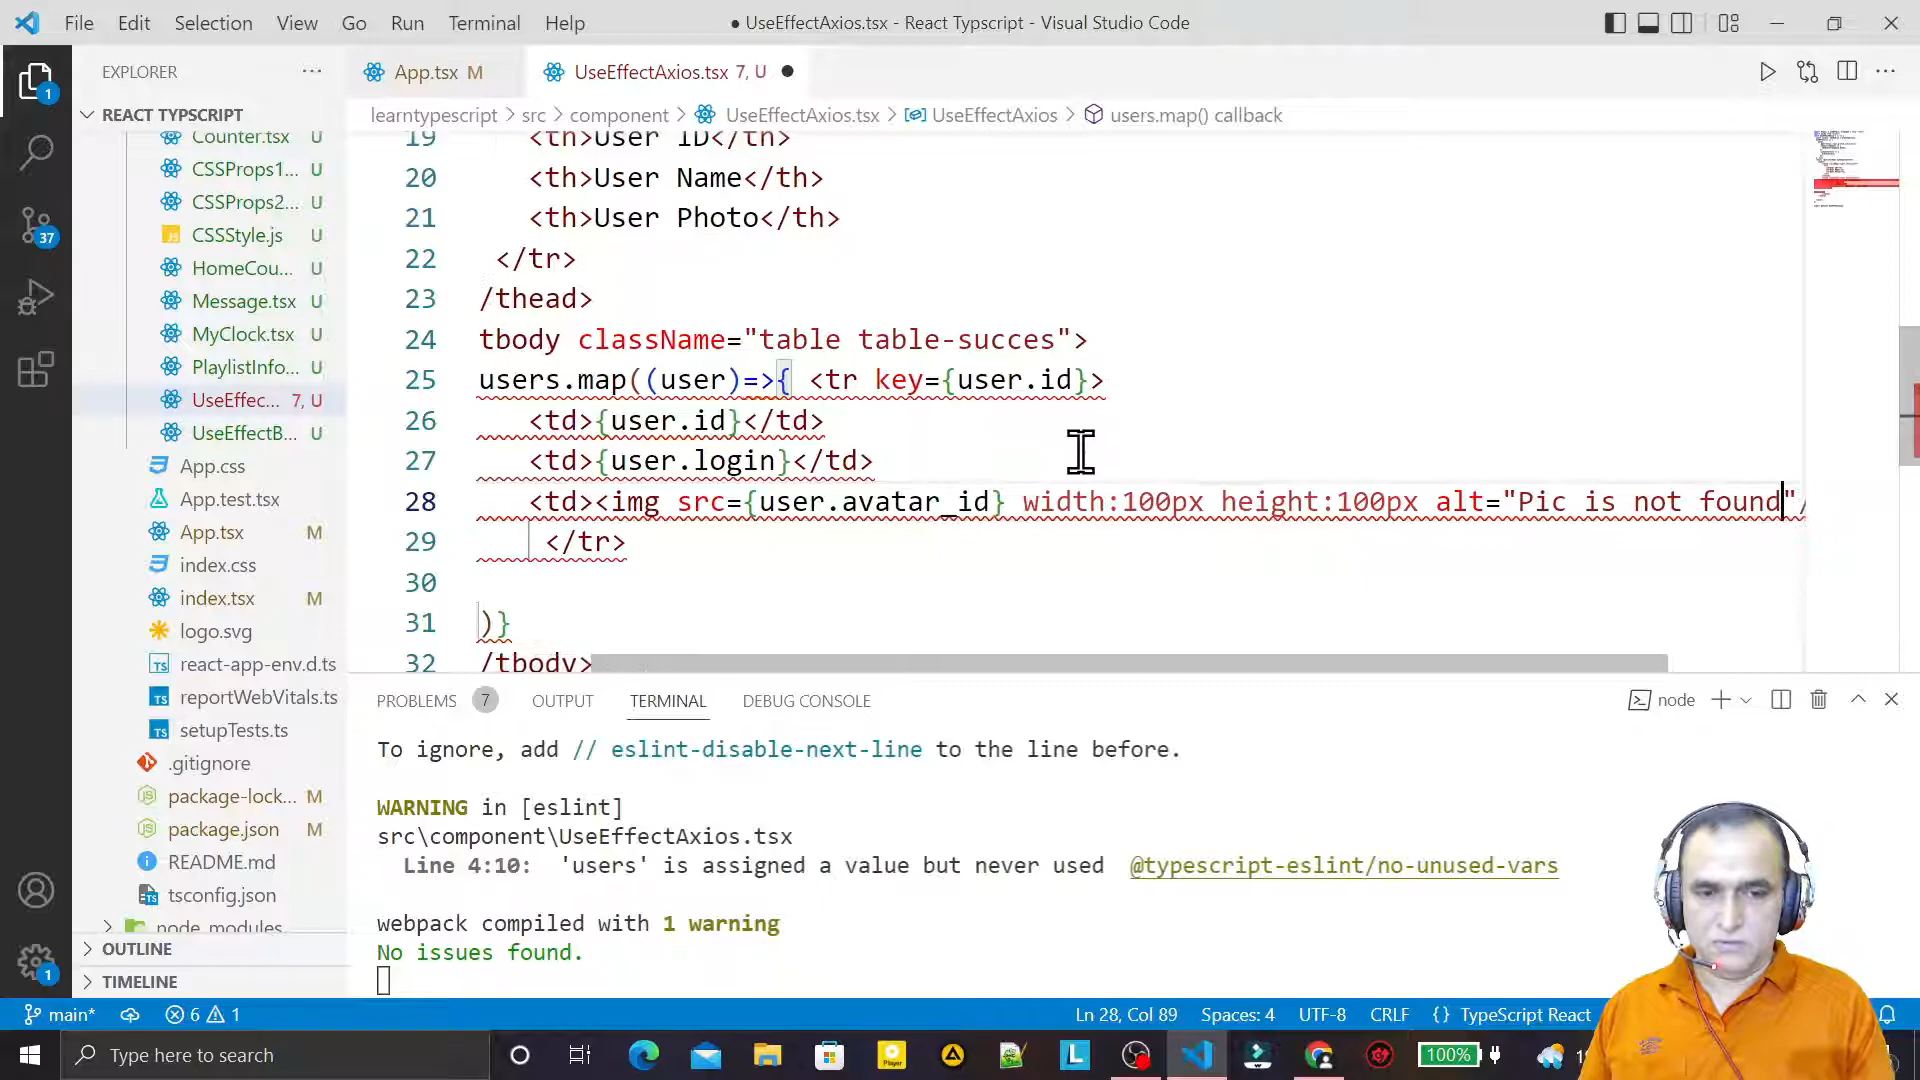 File Edit Selection View Go Run Terminal Help
● UseEffectAxios.tsx - React Typscript - Visual Studio Code
EXPLORER ···
App.tsx M
UseEffectAxios.tsx 7, U ●
REACT TYPSCRIPT
learntypescript > src > component > UseEffectAxios.tsx > UseEffectAxios > users.map() callback
Counter.tsx U
CSSProps1... U
CSSProps2... U
CSSStyle.js U
HomeCou... U
Message.tsx U
MyClock.tsx U
PlaylistInfo... U
UseEffec... 7, U
UseEffectB... U
App.css
App.test.tsx
App.tsx M
index.css
index.tsx M
logo.svg
react-app-env.d.ts
reportWebVitals.ts
setupTests.ts
.gitignore
package-lock... M
package.json M
README.md
tsconfig.json
node_modules
OUTLINE
TIMELINE
1
37
1
19 <th>User ID</th>
20 <th>User Name</th>
21 <th>User Photo</th>
22 </tr>
23 /thead>
24 tbody className="table table-succes">
25 users.map((user)=>{ <tr key={user.id}>
26 <td>{user.id}</td>
27 <td>{user.login}</td>
28 <td><img src={user.avatar_id} width:100px height:100px alt="Pic is not found"/
29 </tr>
30
31 )}
32 /tbody>
PROBLEMS 7 OUTPUT TERMINAL DEBUG CONSOLE
node
To ignore, add // eslint-disable-next-line to the line before.
WARNING in [eslint]
src\component\UseEffectAxios.tsx
Line 4:10: 'users' is assigned a value but never used @typescript-eslint/no-unused-vars
webpack compiled with 1 warning
No issues found.
main* 6 1
Ln 28, Col 89 Spaces: 4 UTF-8 CRLF {} TypeScript React
Type here to search
100%